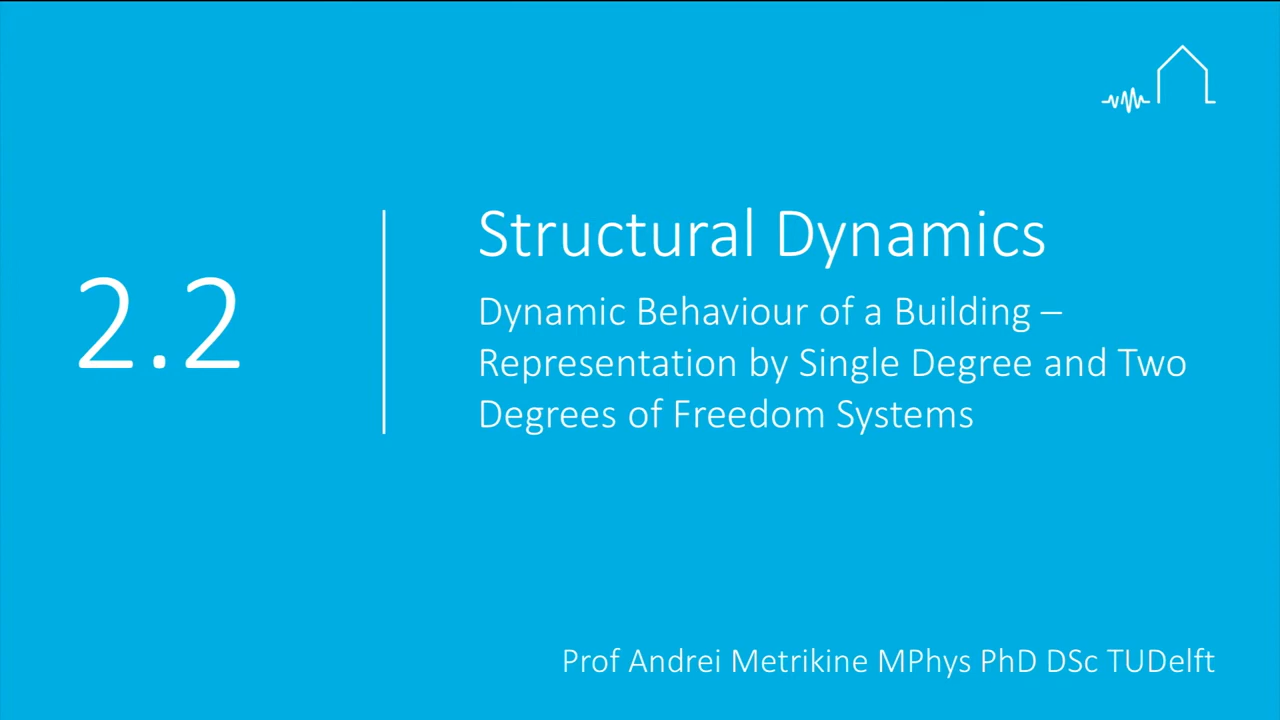 2.2
Structural Dynamics
Dynamic Behaviour of a Building –
Representation by Single Degree and Two
Degrees of Freedom Systems
Prof Andrei Metrikine MPhys PhD DSc TUDelft